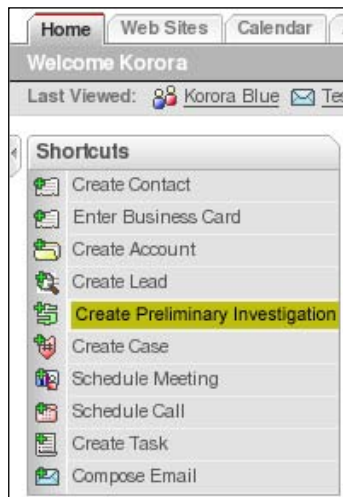 Home Web Sites Calendar
Welcome Korora
Last Viewed: Korora Blue Te
Shortcuts
Create Contact
Enter Business Card
Create Account
Create Lead
Create Preliminary Investigation
Create Case
Schedule Meeting
Schedule Call
Create Task
Compose Email